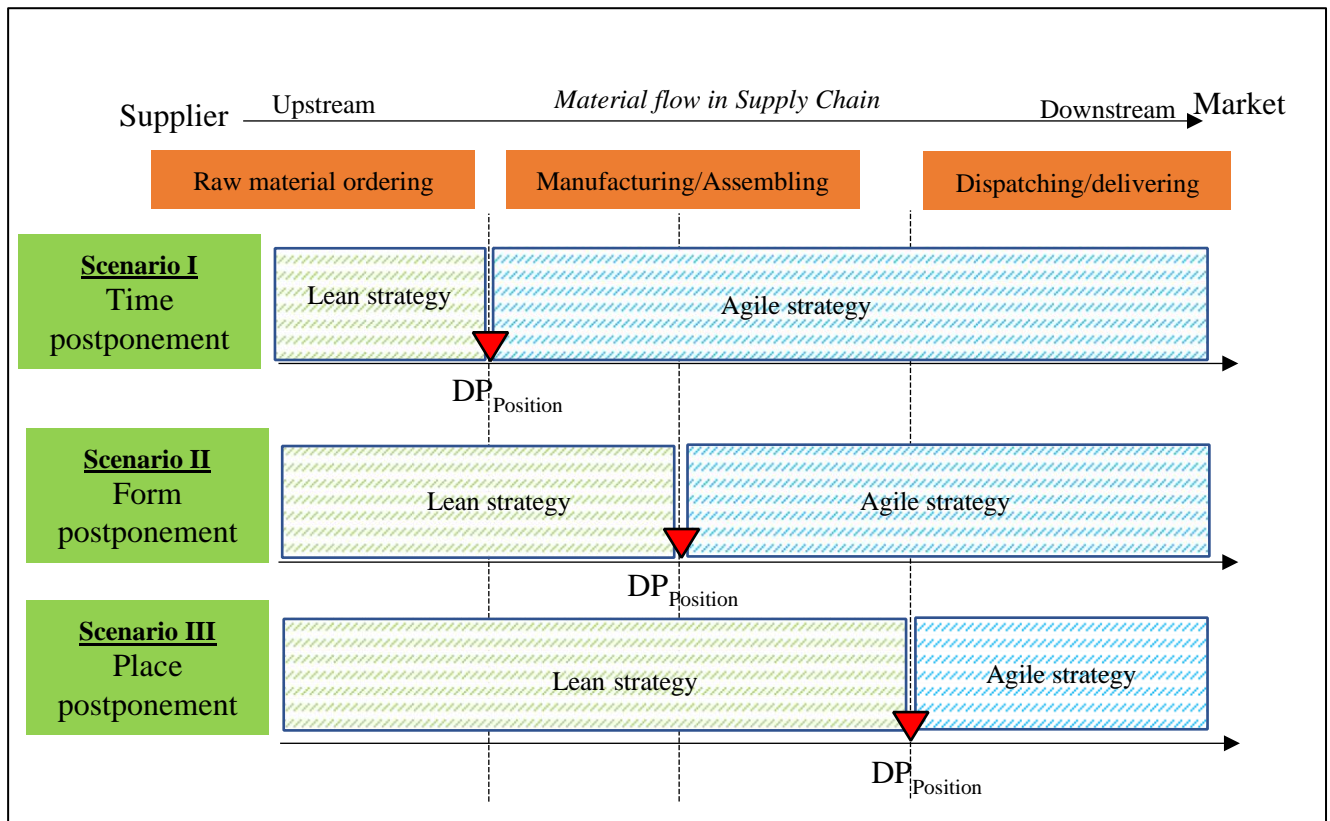 Material flow in Supply Chain
Supplier
Upstream
Downstream
Market
Raw material ordering
Manufacturing/Assembling
Dispatching/delivering
Scenario I
Time
postponement
Lean strategy
Agile strategy
DPPosition
Scenario II
Form
postponement
Lean strategy
Agile strategy
DPPosition
Scenario III
Place
postponement
Lean strategy
Agile strategy
DPPosition